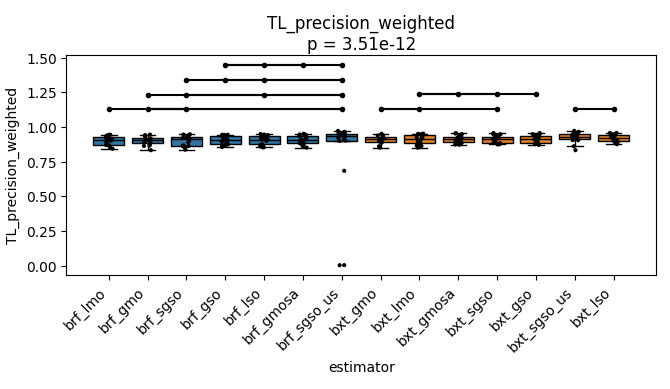 TL_precision_weighted
p = 3.51e-12
TL_precision_weighted
1.50
1.25
1.00
0.75
0.50
0.25
0.00
brf_lmo
brf_gmo
brf_sgso
brf_gso
brf_lso
brf_gmosa
brf_sgso_us
bxt_gmo
bxt_lmo
bxt_gmosa
bxt_sgso
bxt_gso
bxt_sgso_us
bxt_lso
estimator